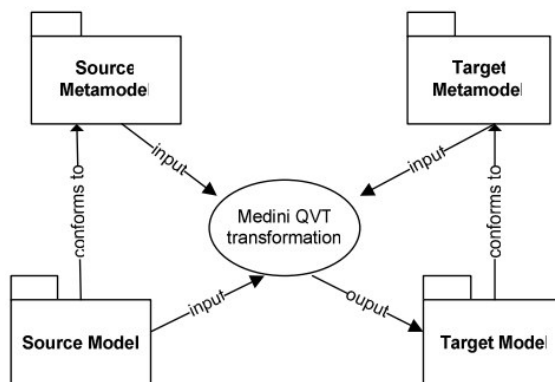 Source
Metamodel
Target
Metamodel
input
input
Medini QVT
transformation
conforms to
conforms to
input
ouput
Source Model
Target Model